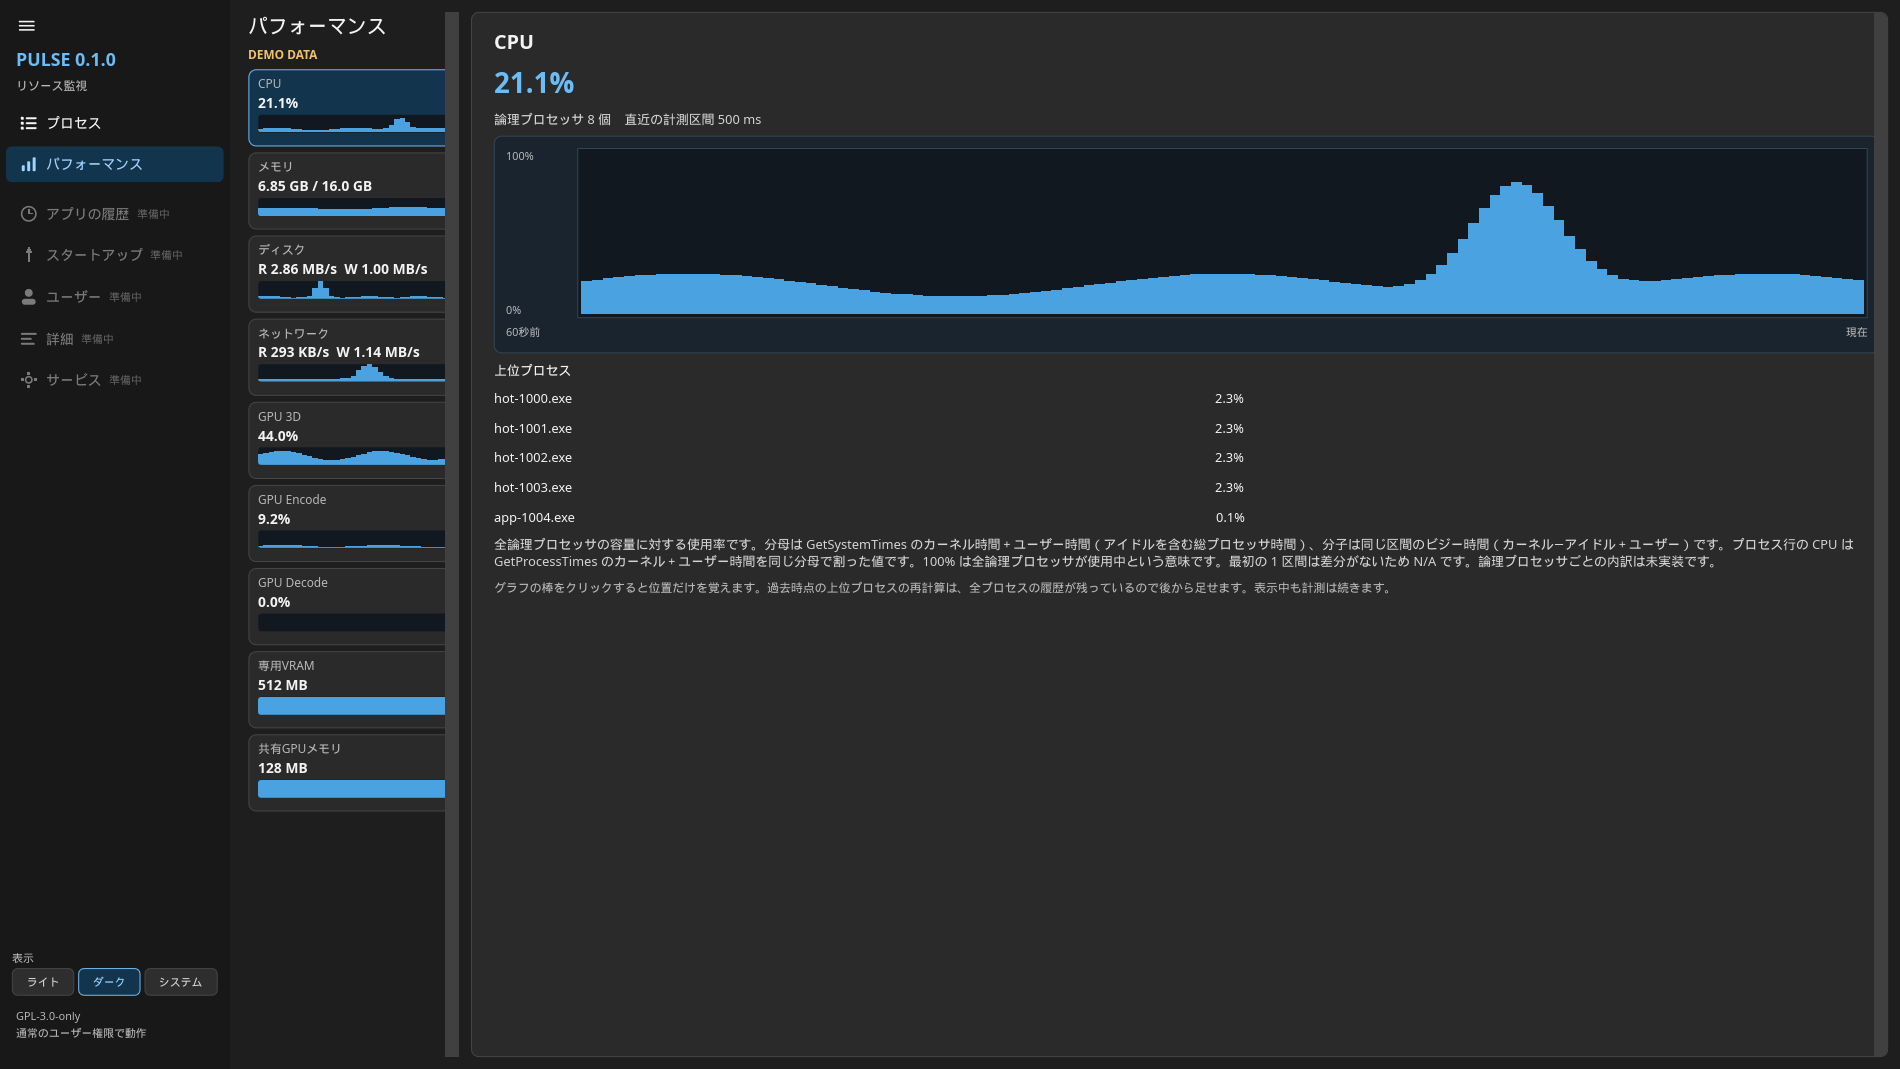 PULSE 0.1.0
リソース監視
プロセス
パフォーマンス
アプリの履歴 準備中
スタートアップ 準備中
ユーザー 準備中
詳細 準備中
サービス 準備中
表示
ライト ダーク システム
GPL-3.0-only
通常のユーザー権限で動作
パフォーマンス
DEMO DATA
CPU
21.1%
メモリ
6.85 GB / 16.0 GB
ディスク
R 2.86 MB/s W 1.00 MB/s
ネットワーク
R 293 KB/s W 1.14 MB/s
GPU 3D
44.0%
GPU Encode
9.2%
GPU Decode
0.0%
専用VRAM
512 MB
共有GPUメモリ
128 MB
CPU
21.1%
論理プロセッサ 8 個 直近の計測区間 500 ms
100%
0%
60秒前 現在
上位プロセス
hot-1000.exe 2.3%
hot-1001.exe 2.3%
hot-1002.exe 2.3%
hot-1003.exe 2.3%
app-1004.exe 0.1%
全論理プロセッサの容量に対する使用率です。分母は GetSystemTimes のカーネル時間 + ユーザー時間 ( アイドルを含む総プロセッサ時間 ) 、分子は同じ区間のビジー時間 ( カーネル−アイドル + ユーザー ) です。プロセス行の CPU は
GetProcessTimes のカーネル + ユーザー時間を同じ分母で割った値です。100% は全論理プロセッサが使用中という意味です。最初の 1 区間は差分がないため N/A です。論理プロセッサごとの内訳は未実装です。
グラフの棒をクリックすると位置だけを覚えます。過去時点の上位プロセスの再計算は、全プロセスの履歴が残っているので後から足せます。表示中も計測は続きます。